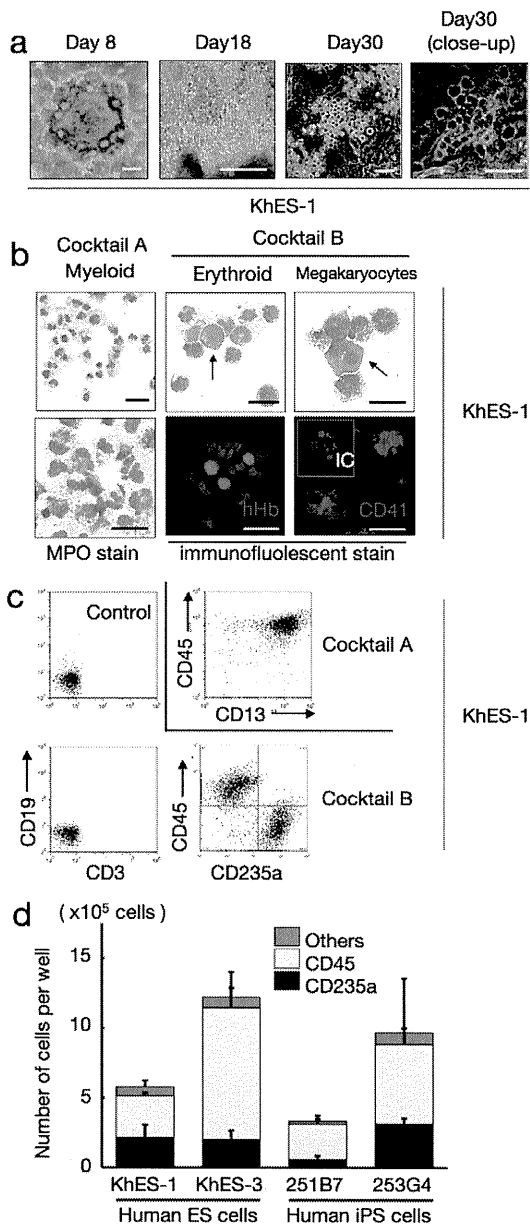 a
Day 8 Day18 Day30 Day30
(close-up)
KhES-1
b
Cocktail A Cocktail B
Myeloid Erythroid Megakaryocytes
KhES-1
hHb IC CD41
MPO stain immunofluolescent stain
c
Control CD45 Cocktail A
CD13
KhES-1
CD19 CD45 Cocktail B
CD3 CD235a
d
(x10⁵ cells)
Number of cells per well
15
10
5
0
Others
CD45
CD235a
KhES-1 KhES-3 251B7 253G4
Human ES cells Human iPS cells